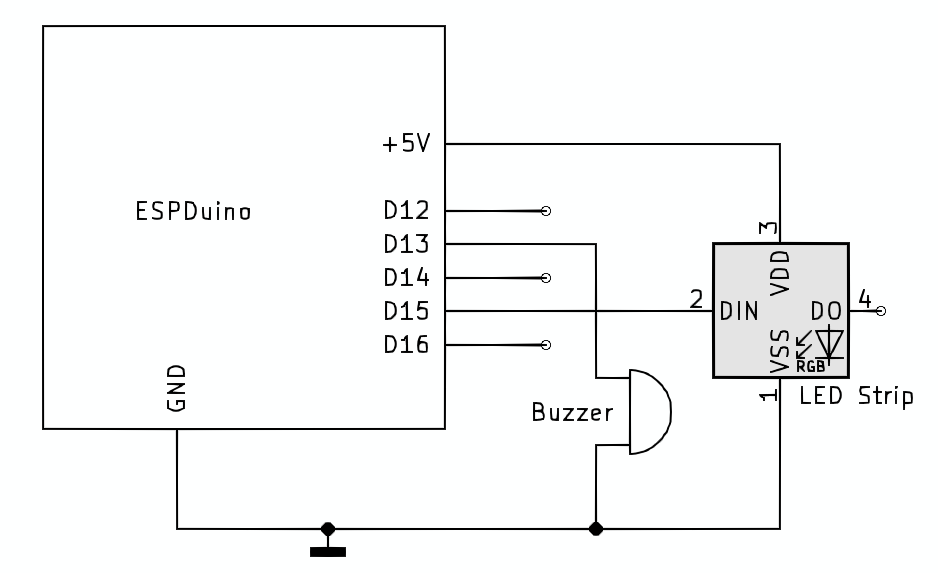 +5V
ESPDuino
D12
D13
D14
D15
D16
GND
3
VDD
2
DIN
DO
4
VSS
RGB
1
LED Strip
Buzzer